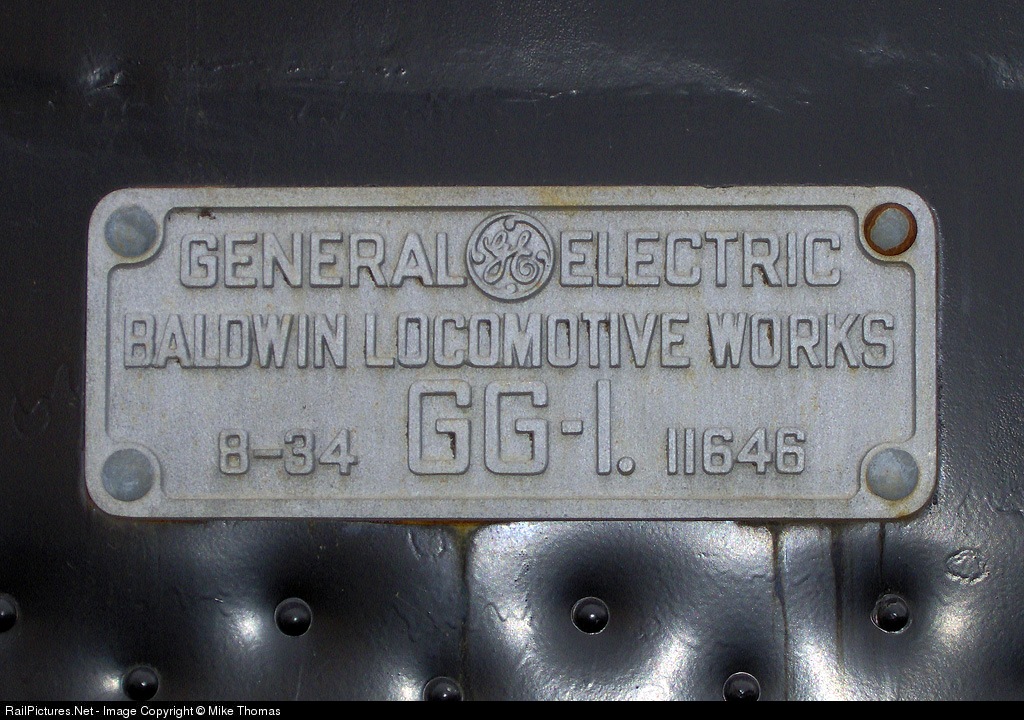 GENERAL GE ELECTRIC
BALDWIN LOCOMOTIVE WORKS
8-34 GG-1. 11646
RailPictures.Net - Image Copyright © Mike Thomas